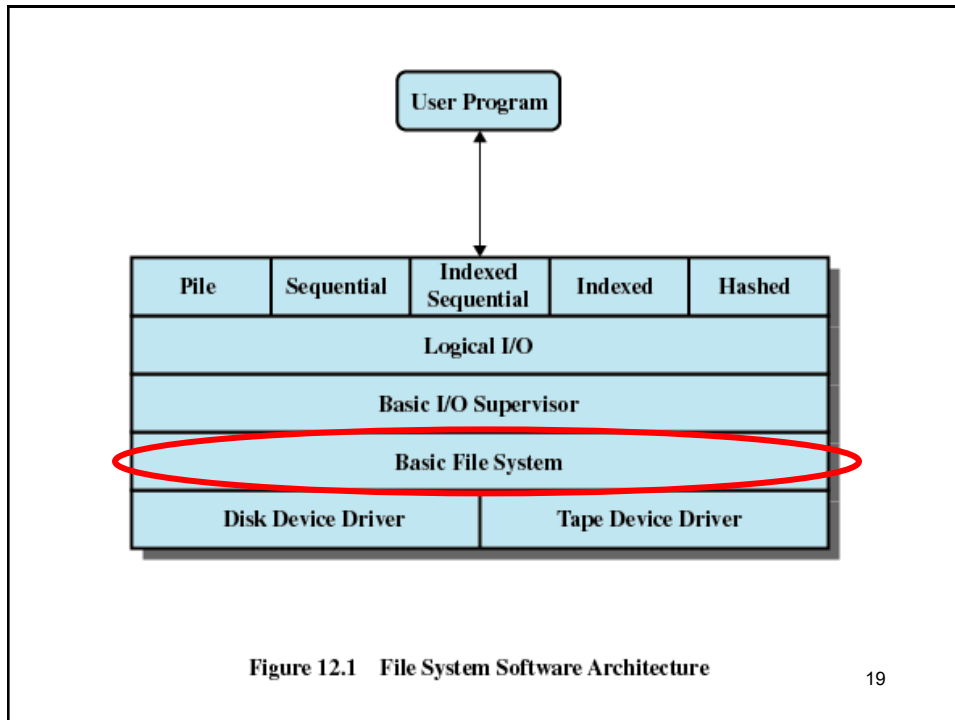 User Program
Pile
Sequential
Indexed
Sequential
Indexed
Hashed
Logical I/O
Basic I/O Supervisor
Basic File System
Disk Device Driver
Tape Device Driver
Figure 12.1 File System Software Architecture
19